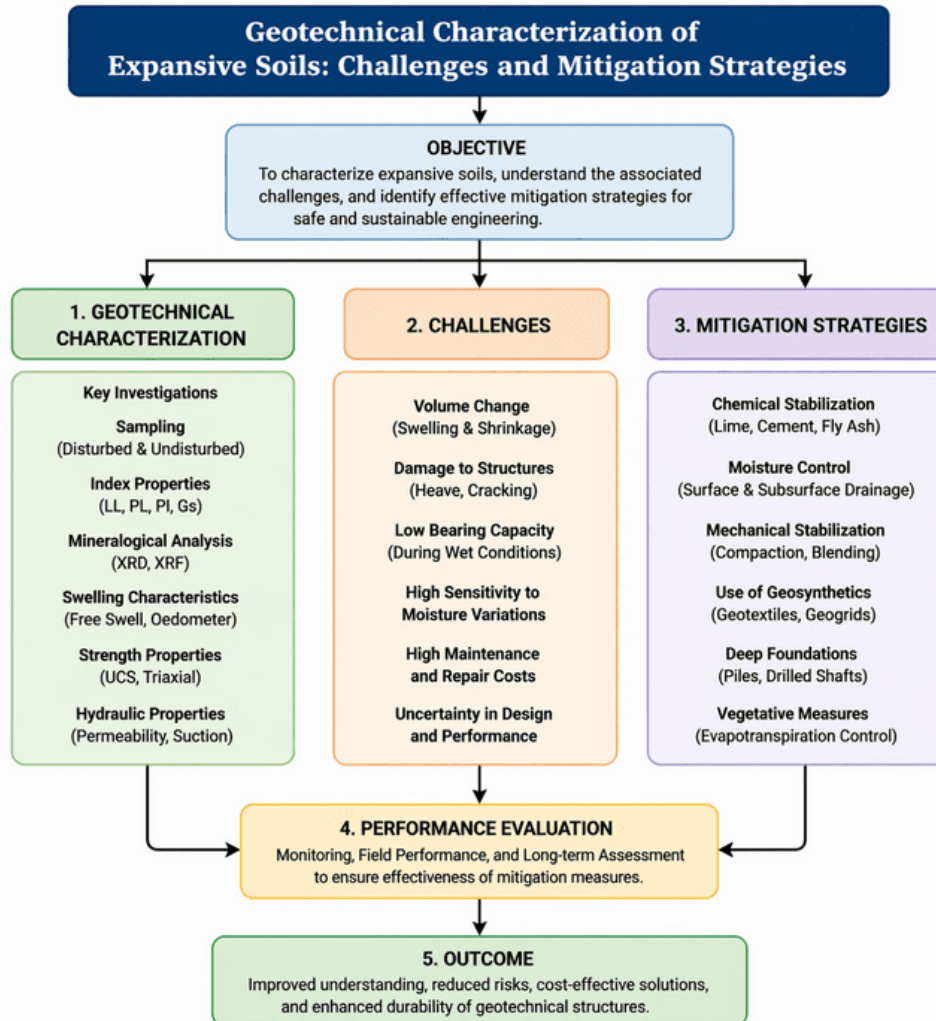 Geotechnical Characterization of
Expansive Soils: Challenges and Mitigation Strategies
OBJECTIVE
To characterize expansive soils, understand the associated
challenges, and identify effective mitigation strategies for
safe and sustainable engineering.
1. GEOTECHNICAL
CHARACTERIZATION
Key Investigations
Sampling
(Disturbed & Undisturbed)
Index Properties
(LL, PL, PI, Gs)
Mineralogical Analysis
(XRD, XRF)
Swelling Characteristics
(Free Swell, Oedometer)
Strength Properties
(UCS, Triaxial)
Hydraulic Properties
(Permeability, Suction)
2. CHALLENGES
Volume Change
(Swelling & Shrinkage)
Damage to Structures
(Heave, Cracking)
Low Bearing Capacity
(During Wet Conditions)
High Sensitivity to
Moisture Variations
High Maintenance
and Repair Costs
Uncertainty in Design
and Performance
3. MITIGATION STRATEGIES
Chemical Stabilization
(Lime, Cement, Fly Ash)
Moisture Control
(Surface & Subsurface Drainage)
Mechanical Stabilization
(Compaction, Blending)
Use of Geosynthetics
(Geotextiles, Geogrids)
Deep Foundations
(Piles, Drilled Shafts)
Vegetative Measures
(Evapotranspiration Control)
4. PERFORMANCE EVALUATION
Monitoring, Field Performance, and Long-term Assessment
to ensure effectiveness of mitigation measures.
5. OUTCOME
Improved understanding, reduced risks, cost-effective solutions,
and enhanced durability of geotechnical structures.